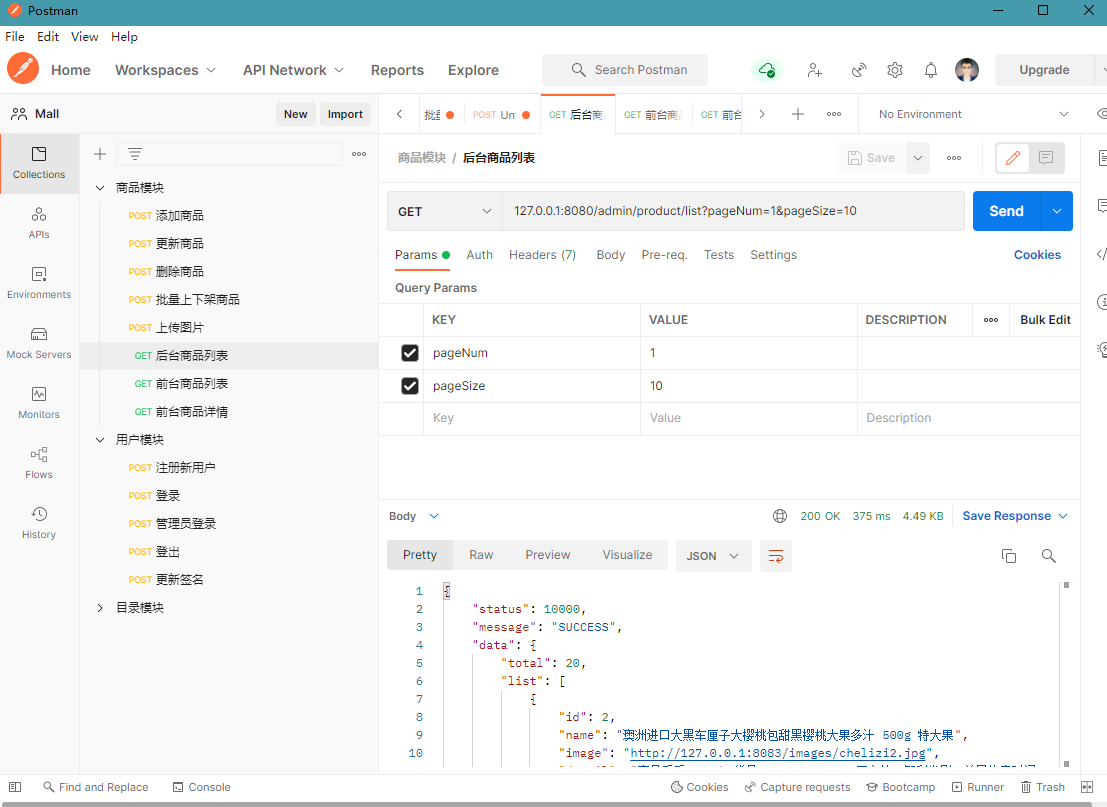 Postman
File Edit View Help
Home Workspaces API Network Reports Explore Search Postman Upgrade
Mall New Import
批量 POST Un GET 后台商 GET 前台商 GET 前台 No Environment
Collections
APIs
Environments
Mock Servers
Monitors
Flows
History
商品模块
POST 添加商品
POST 更新商品
POST 删除商品
POST 批量上下架商品
POST 上传图片
GET 后台商品列表
GET 前台商品列表
GET 前台商品详情
用户模块
POST 注册新用户
POST 登录
POST 管理员登录
POST 登出
POST 更新签名
目录模块
商品模块 / 后台商品列表 Save
GET 127.0.0.1:8080/admin/product/list?pageNum=1&pageSize=10 Send
Params Auth Headers (7) Body Pre-req. Tests Settings Cookies
Query Params
KEY VALUE DESCRIPTION Bulk Edit
pageNum 1
pageSize 10
Key Value Description
Body 200 OK 375 ms 4.49 KB Save Response
Pretty Raw Preview Visualize JSON
1 {
2 "status": 10000,
3 "message": "SUCCESS",
4 "data": {
5 "total": 20,
6 "list": [
7 {
8 "id": 2,
9 "name": "澳洲进口大黑车厘子大樱桃包甜黑樱桃大果多汁 500g 特大果",
10 "image": "http://127.0.0.1:8083/images/chelizi2.jpg",
Find and Replace Console Cookies Capture requests Bootcamp Runner Trash